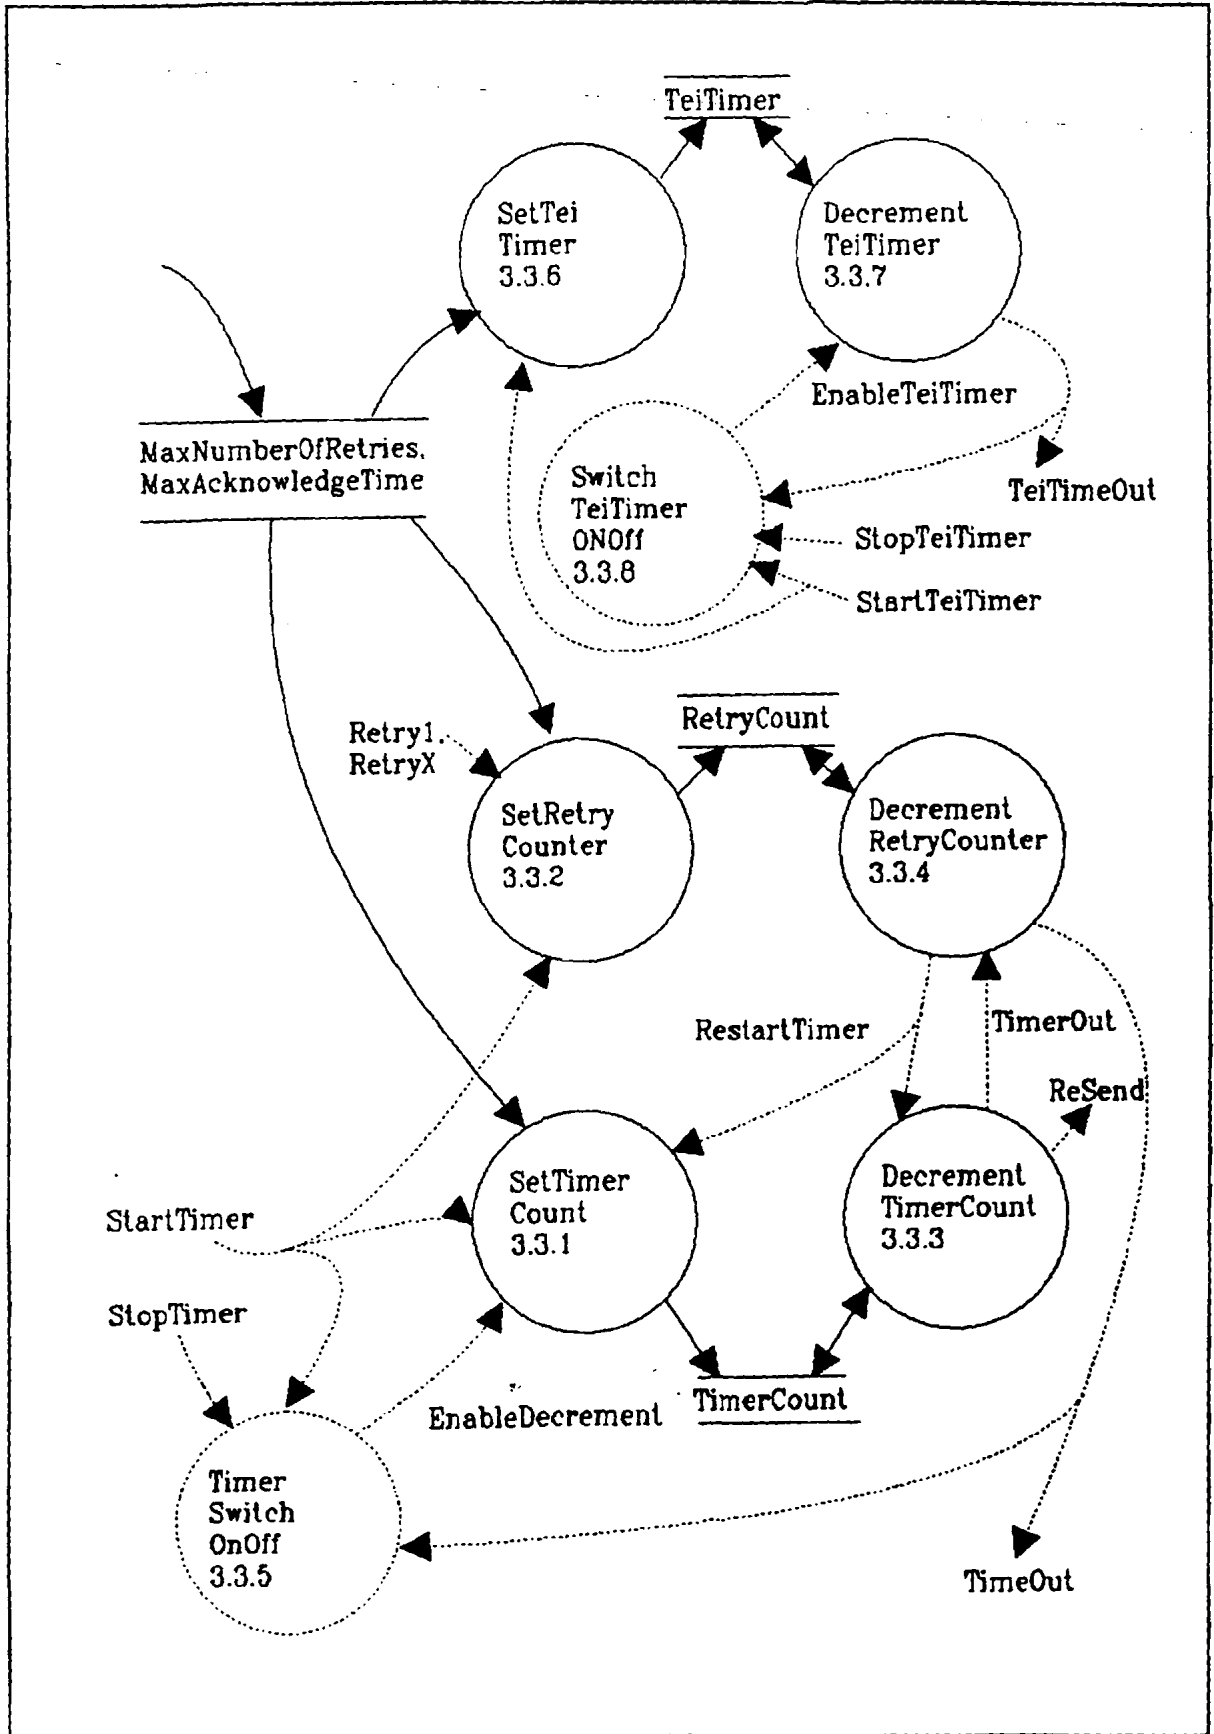 TeiTimer
SetTei
Timer
3.3.6
Decrement
TeiTimer
3.3.7
EnableTeiTimer
MaxNumberOfRetries,
MaxAcknowledgeTime
Switch
TeiTimer
ONOff
3.3.8
TeiTimeOut
StopTeiTimer
StartTeiTimer
RetryCount
Retry1,
RetryX
SetRetry
Counter
3.3.2
Decrement
RetryCounter
3.3.4
RestartTimer
TimerOut
ReSend
SetTimer
Count
3.3.1
Decrement
TimerCount
3.3.3
StartTimer
StopTimer
EnableDecrement
TimerCount
Timer
Switch
OnOff
3.3.5
TimeOut